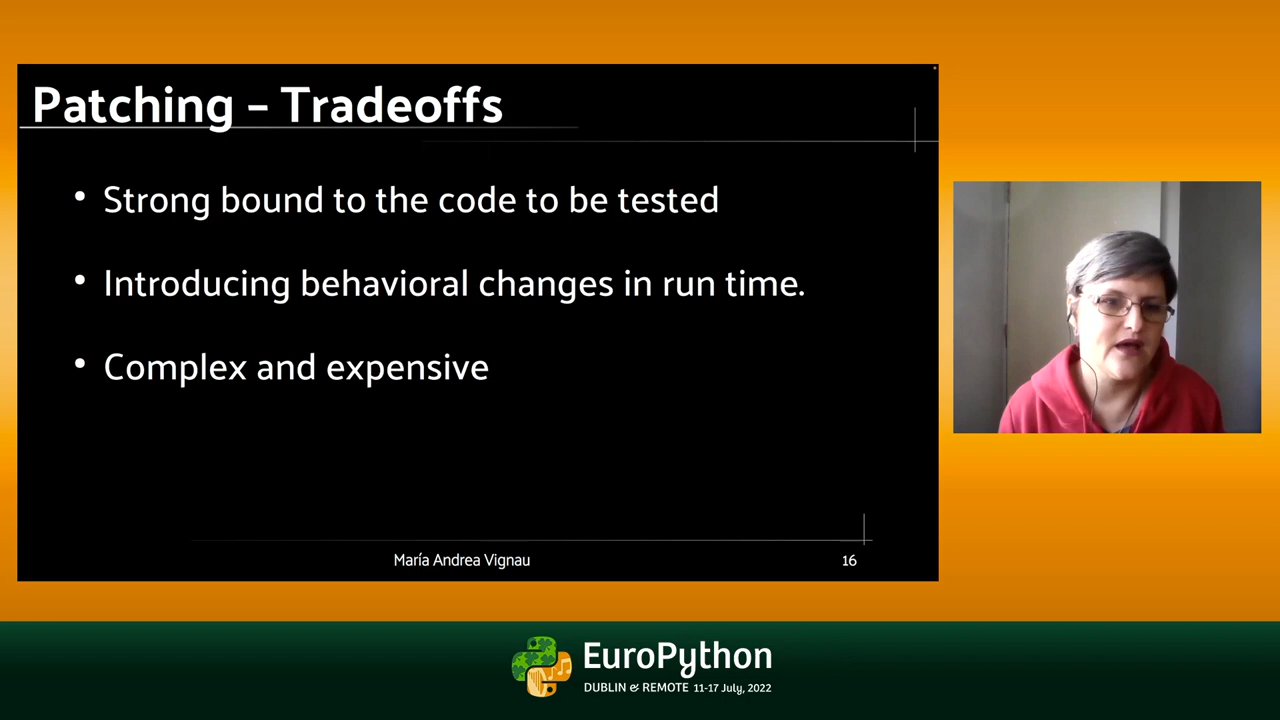 Patching – Tradeoffs
• Strong bound to the code to be tested
• Introducing behavioral changes in run time.
• Complex and expensive
María Andrea Vignau
16
EuroPython
DUBLIN & REMOTE 11-17 July, 2022